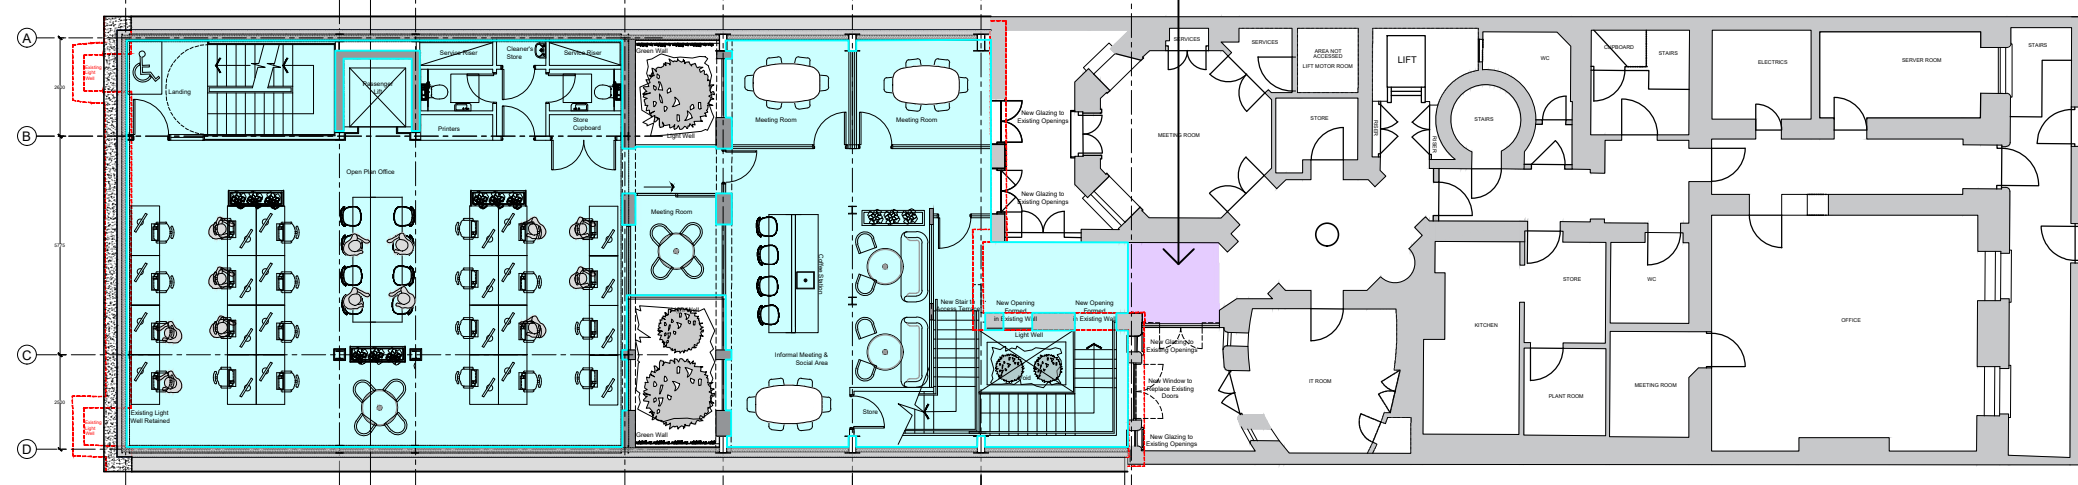 A
B
C
D
Existing
Light
Well
Existing
Light
Well
Landing
Passenger
Lift
Service Riser
Cleaner's
Store
Service Riser
Printers
Store
Cupboard
Open Plan Office
Existing Light
Well Retained
Green Wall
Light Well
Meeting Room
Green Wall
Meeting Room
Meeting Room
Coffee Station
Informal Meeting &
Social Area
Store
New Stair to
Access Terrace
New Opening
Formed
in Existing Wall
New Opening
Formed
in Existing Wall
Light Well
Void
New Glazing to
Existing Openings
New Glazing to
Existing Openings
New Glazing to
Existing Openings
New Window to
Replace Existing
Doors
New Glazing to
Existing Openings
MEETING ROOM
SERVICES
SERVICES
AREA NOT
ACCESSED
LIFT MOTOR ROOM
STORE
LIFT
RISER
RISER
STAIRS
WC
CUPBOARD
STAIRS
ELECTRICS
SERVER ROOM
STAIRS
IT ROOM
KITCHEN
STORE
WC
PLANT ROOM
MEETING ROOM
OFFICE